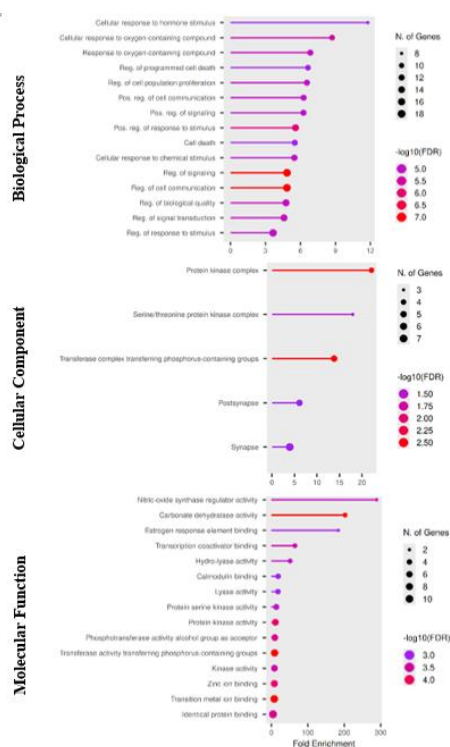 Biological Process
Cellular response to hormone stimulus
Cellular response to oxygen-containing compound
Response to oxygen-containing compound
Reg. of programmed cell death
Reg. of cell population proliferation
Pos. reg. of cell communication
Pos. reg. of signaling
Pos. reg. of response to stimulus
Cell death
Cellular response to chemical stimulus
Reg. of signaling
Reg. of cell communication
Reg. of biological quality
Reg. of signal transduction
Reg. of response to stimulus
0 3 6 9 12
N. of Genes
8
10
12
14
16
18
-log10(FDR)
5.0
5.5
6.0
6.5
7.0
Cellular Component
Protein kinase complex
Serine/threonine protein kinase complex
Transferase complex transferring phosphorus-containing groups
Postsynapse
Synapse
0 5 10 15 20
N. of Genes
3
4
5
6
7
-log10(FDR)
1.50
1.75
2.00
2.25
2.50
Molecular Function
Nitric-oxide synthase regulator activity
Carbonate dehydratase activity
Estrogen response element binding
Transcription coactivator binding
Hydro-lyase activity
Calmodulin binding
Lyase activity
Protein serine kinase activity
Protein kinase activity
Phosphotransferase activity alcohol group as acceptor
Transferase activity transferring phosphorus-containing groups
Kinase activity
Zinc ion binding
Transition metal ion binding
Identical protein binding
0 100 200 300
Fold Enrichment
N. of Genes
2
4
6
8
10
-log10(FDR)
3.0
3.5
4.0